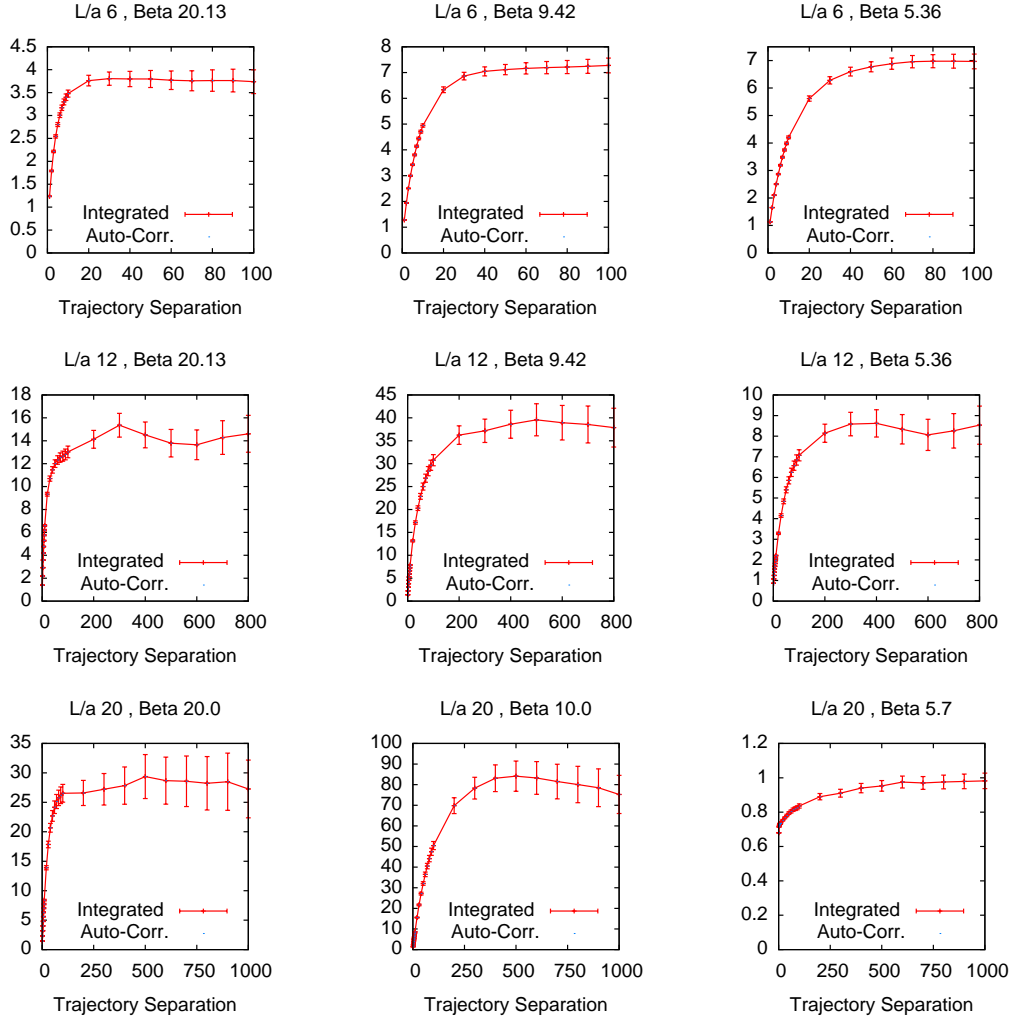 L/a 6 , Beta 20.13
4.5
4
3.5
3
2.5
2
1.5
1
0.5
0
Integrated
Auto-Corr.
0 20 40 60 80 100
Trajectory Separation
L/a 6 , Beta 9.42
8
7
6
5
4
3
2
1
0
Integrated
Auto-Corr.
0 20 40 60 80 100
Trajectory Separation
L/a 6 , Beta 5.36
7
6
5
4
3
2
1
0
Integrated
Auto-Corr.
0 20 40 60 80 100
Trajectory Separation
L/a 12 , Beta 20.13
18
16
14
12
10
8
6
4
2
0
Integrated
Auto-Corr.
0 200 400 600 800
Trajectory Separation
L/a 12 , Beta 9.42
45
40
35
30
25
20
15
10
5
0
Integrated
Auto-Corr.
0 200 400 600 800
Trajectory Separation
L/a 12 , Beta 5.36
10
9
8
7
6
5
4
3
2
1
0
Integrated
Auto-Corr.
0 200 400 600 800
Trajectory Separation
L/a 20 , Beta 20.0
35
30
25
20
15
10
5
0
Integrated
Auto-Corr.
0 250 500 750 1000
Trajectory Separation
L/a 20 , Beta 10.0
100
90
80
70
60
50
40
30
20
10
0
Integrated
Auto-Corr.
0 250 500 750 1000
Trajectory Separation
L/a 20 , Beta 5.7
1.2
1
0.8
0.6
0.4
0.2
0
Integrated
Auto-Corr.
0 250 500 750 1000
Trajectory Separation